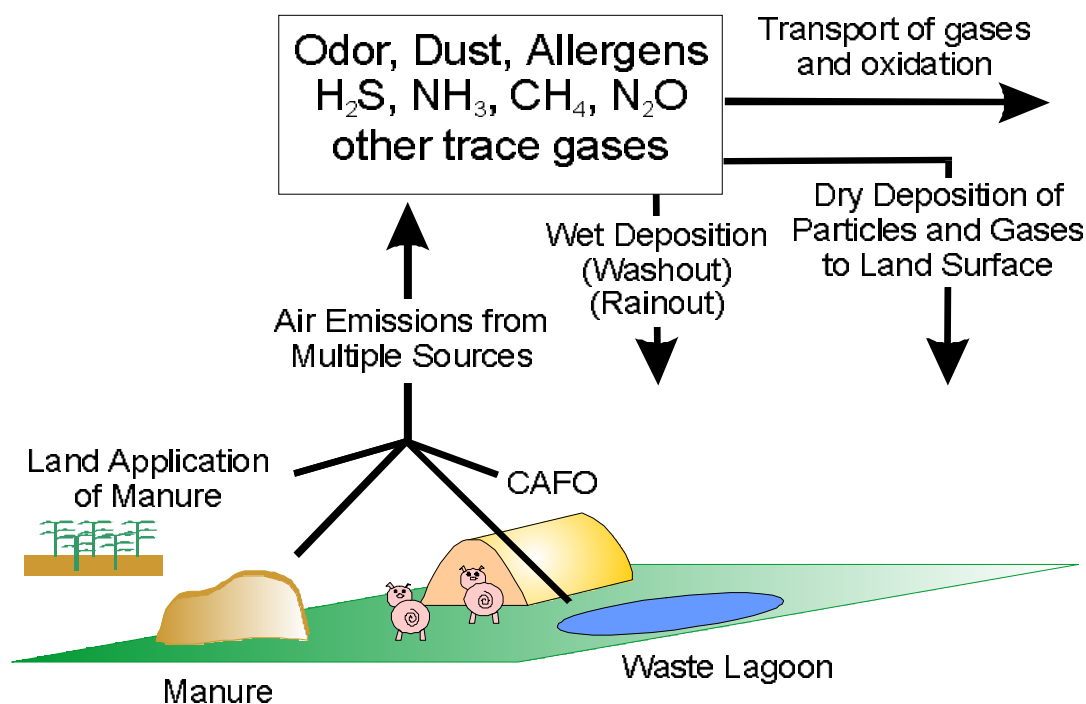 Odor, Dust, Allergens
H₂S, NH₃, CH₄, N₂O
other trace gases
Transport of gases
and oxidation
Wet Deposition
(Washout)
(Rainout)
Dry Deposition of
Particles and Gases
to Land Surface
Air Emissions from
Multiple Sources
Land Application
of Manure
CAFO
Waste Lagoon
Manure